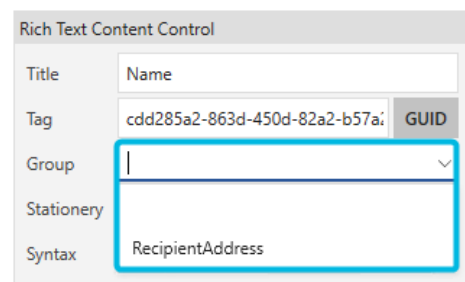 Rich Text Content Control
Title Name
Tag cdd285a2-863d-450d-82a2-b57a GUID
Group
Stationery
Syntax RecipientAddress